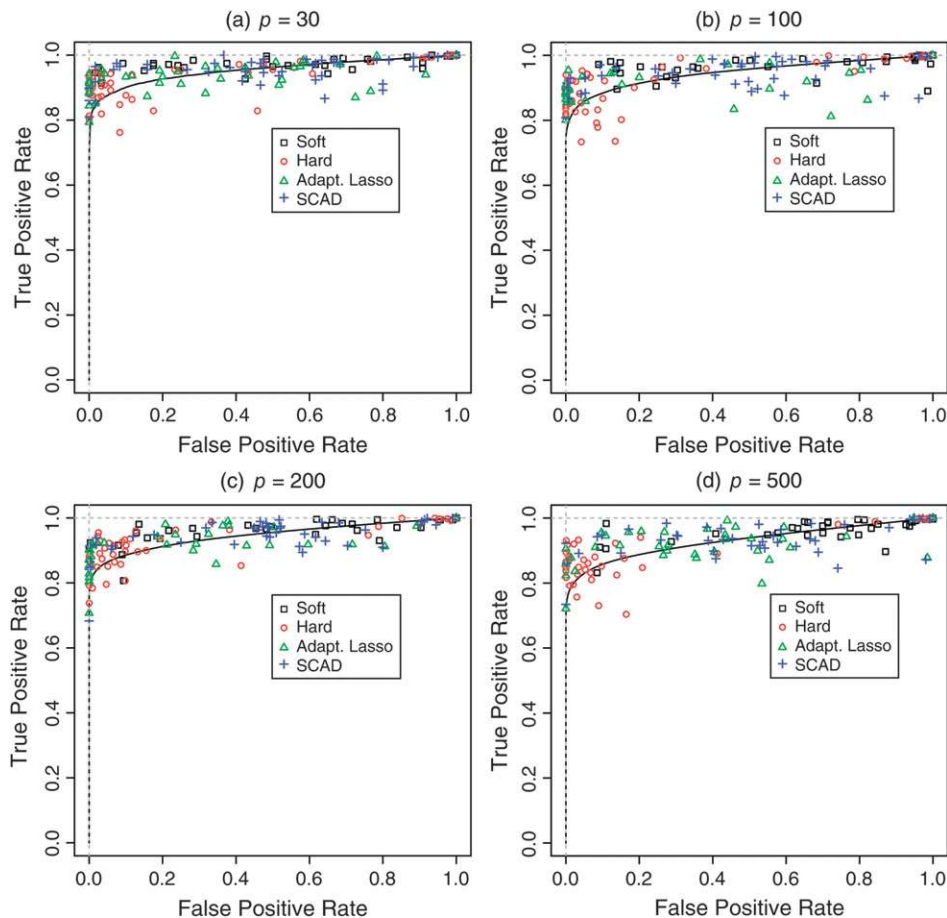 (a) p = 30
True Positive Rate
1.0
0.8
0.6
0.4
0.2
0.0
Soft
Hard
Adapt. Lasso
SCAD
0.0 0.2 0.4 0.6 0.8 1.0
False Positive Rate
(b) p = 100
True Positive Rate
1.0
0.8
0.6
0.4
0.2
0.0
Soft
Hard
Adapt. Lasso
SCAD
0.0 0.2 0.4 0.6 0.8 1.0
False Positive Rate
(c) p = 200
True Positive Rate
1.0
0.8
0.6
0.4
0.2
0.0
Soft
Hard
Adapt. Lasso
SCAD
0.0 0.2 0.4 0.6 0.8 1.0
False Positive Rate
(d) p = 500
True Positive Rate
1.0
0.8
0.6
0.4
0.2
0.0
Soft
Hard
Adapt. Lasso
SCAD
0.0 0.2 0.4 0.6 0.8 1.0
False Positive Rate